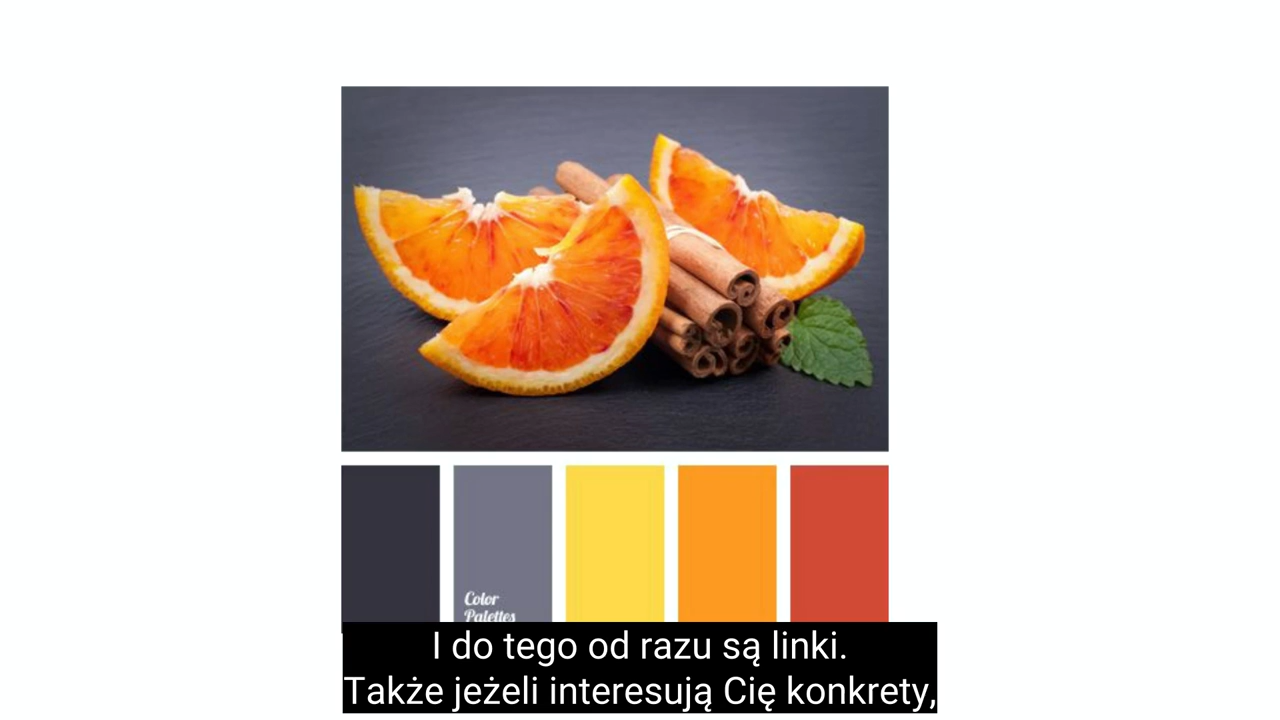 Color
Palettes
I do tego od razu są linki.
Także jeżeli interesują Cię konkrety,